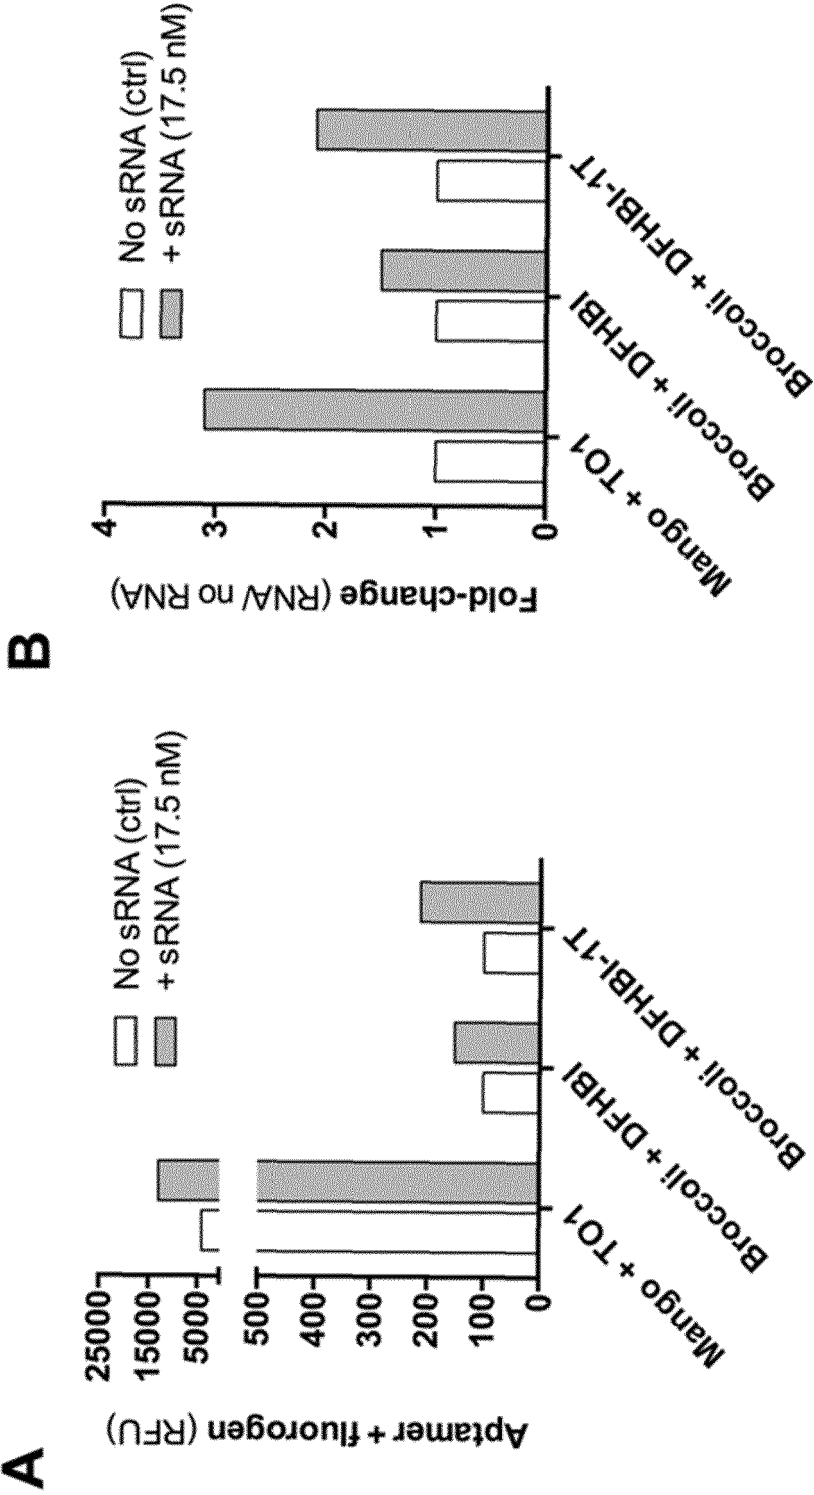 A
No sRNA (ctrl)
+ sRNA (17.5 nM)
Aptamer + fluorogen (RFU)
25000
15000
5000
500
400
300
200
100
0
Mango + TO1
Broccoli + DFHBI
Broccoli + DFHBI-1T
B
No sRNA (ctrl)
+ sRNA (17.5 nM)
Fold-change (RNA/ no RNA)
4
3
2
1
0
Mango + TO1
Broccoli + DFHBI
Broccoli + DFHBI-1T